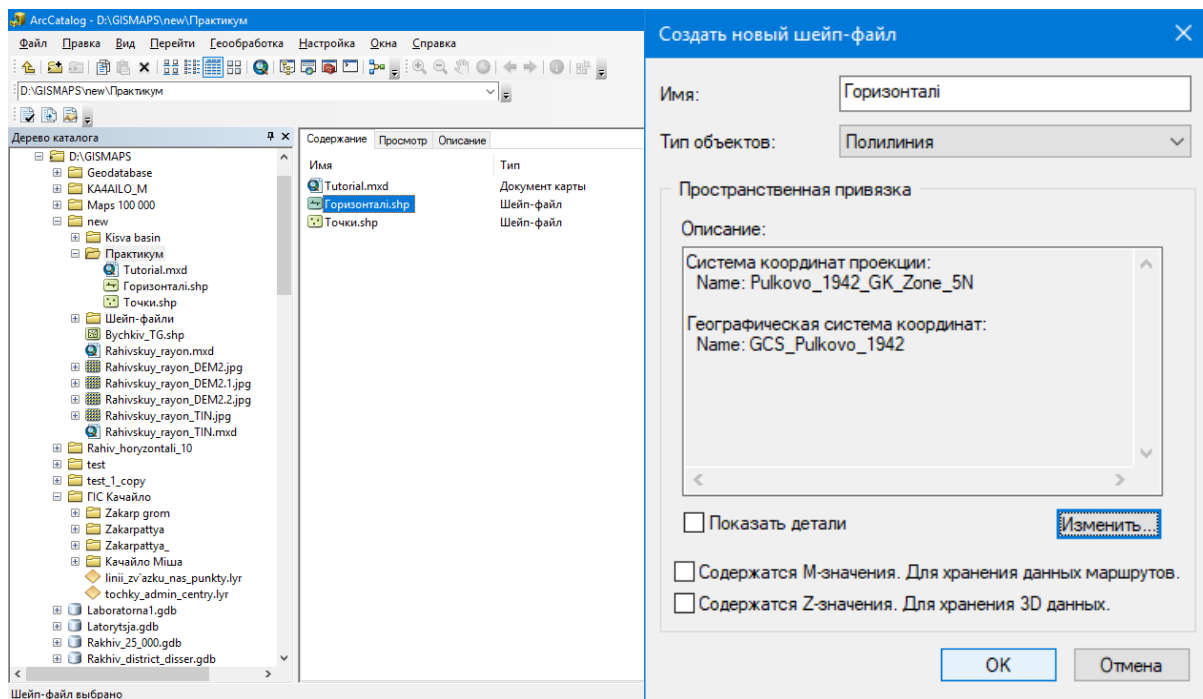 ArcCatalog - D:\GISMAPS\new\Практикум
Файл Правка Вид Перейти Геообработка Настройка Окна Справка
D:\GISMAPS\new\Практикум
Дерево каталога
D:\GISMAPS
Geodatabase
KA4AILO_M
Maps 100 000
new
Kisva basin
Практикум
Tutorial.mxd
Горизонталі.shp
Точки.shp
Шейп-файли
Bychkiv_TG.shp
Rahivskuy_rayon.mxd
Rahivskuy_rayon_DEM2.jpg
Rahivskuy_rayon_DEM2.1.jpg
Rahivskuy_rayon_DEM2.2.jpg
Rahivskuy_rayon_TIN.jpg
Rahivskuy_rayon_TIN.mxd
Rahiv_horyzontali_10
test
test_1_copy
ГІС Качайло
Zakarp grom
Zakarpattya
Zakarpattya_
Качайло Міша
linii_zv`azku_nas_punkty.lyr
tochky_admin_centry.lyr
Laboratorna1.gdb
Latorytsja.gdb
Rakhiv_25_000.gdb
Rakhiv_district_disser.gdb
Шейп-файл выбрано
Содержание Просмотр Описание
Имя Тип
Tutorial.mxd Документ карты
Горизонталі.shp Шейп-файл
Точки.shp Шейп-файл
Создать новый шейп-файл
Имя: Горизонталі
Тип объектов: Полилиния
Пространственная привязка
Описание:
Система координат проекции:
Name: Pulkovo_1942_GK_Zone_5N
Географическая система координат:
Name: GCS_Pulkovo_1942
Показать детали Изменить...
Содержатся M-значения. Для хранения данных маршрутов.
Содержатся Z-значения. Для хранения 3D данных.
OK Отмена